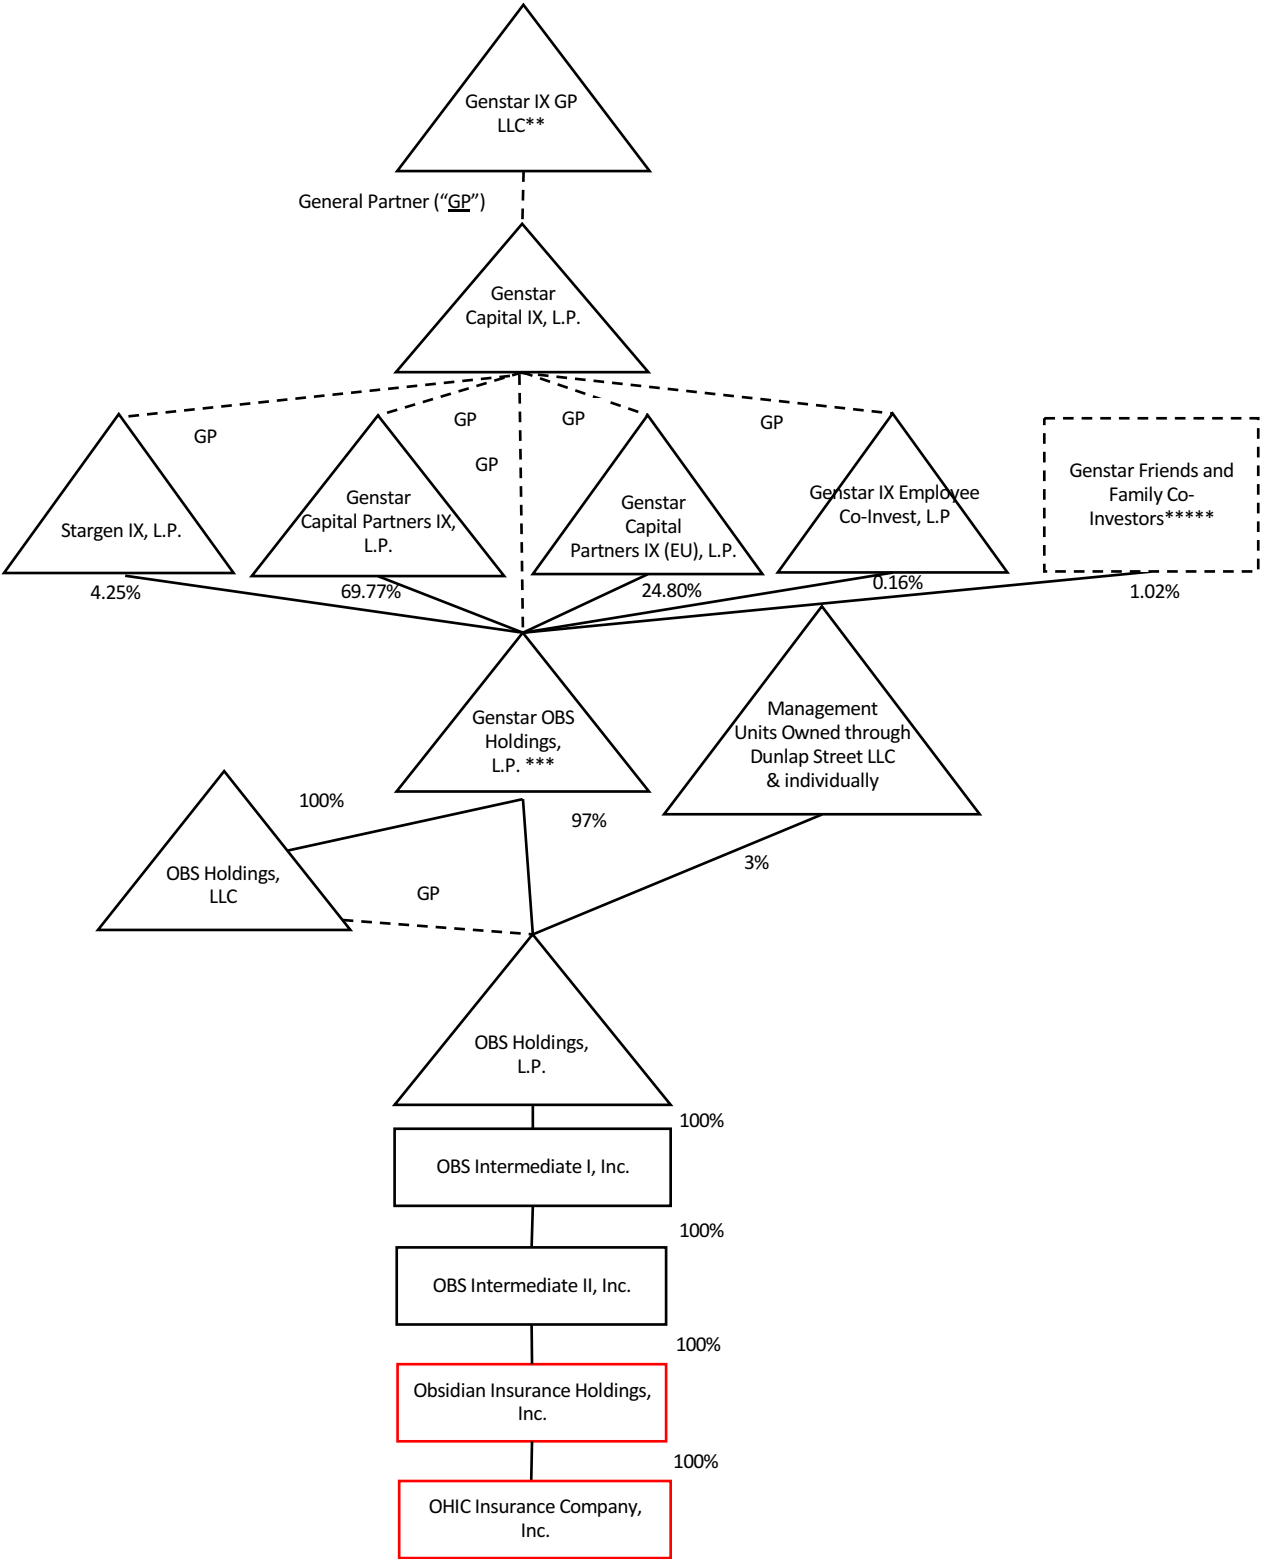 Genstar IX GP
LLC**
General Partner (“GP”)
Genstar
Capital IX, L.P.
GP
GP
GP
GP
GP
Stargen IX, L.P.
Genstar
Capital Partners IX,
L.P.
Genstar
Capital
Partners IX (EU), L.P.
Genstar IX Employee
Co-Invest, L.P
Genstar Friends and
Family Co-
Investors*****
4.25%
69.77%
24.80%
0.16%
1.02%
Genstar OBS
Holdings,
L.P. ***
Management
Units Owned through
Dunlap Street LLC
& individually
100%
97%
3%
OBS Holdings,
LLC
GP
OBS Holdings,
L.P.
100%
OBS Intermediate I, Inc.
100%
OBS Intermediate II, Inc.
100%
Obsidian Insurance Holdings,
Inc.
100%
OHIC Insurance Company,
Inc.